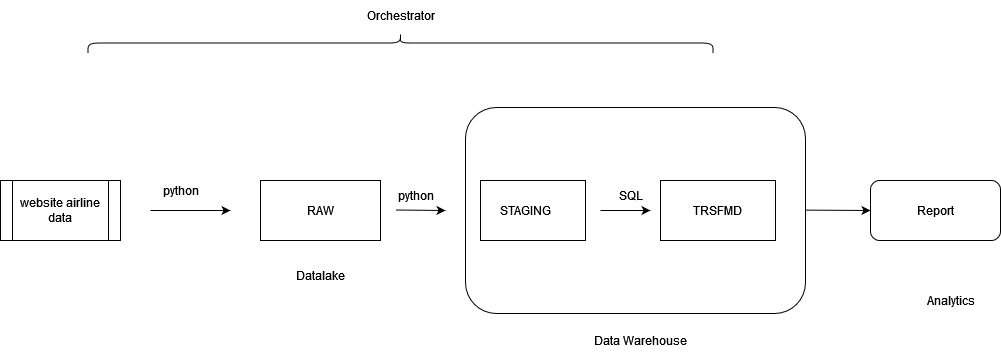 Orchestrator
website airline
data
python
RAW
Datalake
python
STAGING
SQL
TRSFMD
Data Warehouse
Report
Analytics